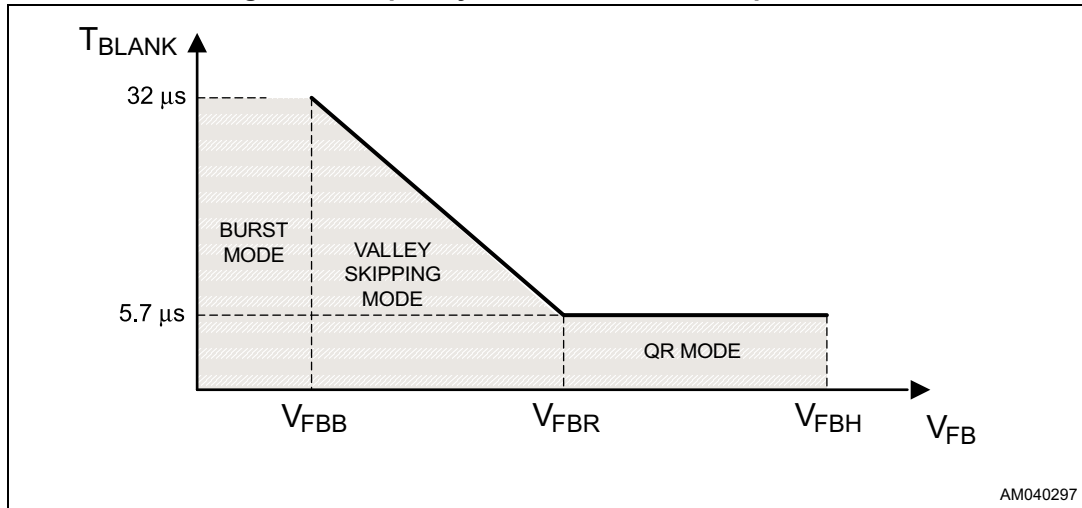 TBLANK
32 μs
BURST
MODE
VALLEY
SKIPPING
MODE
5.7 μs
QR MODE
VFBB
VFBR
VFBH
VFB
AM040297